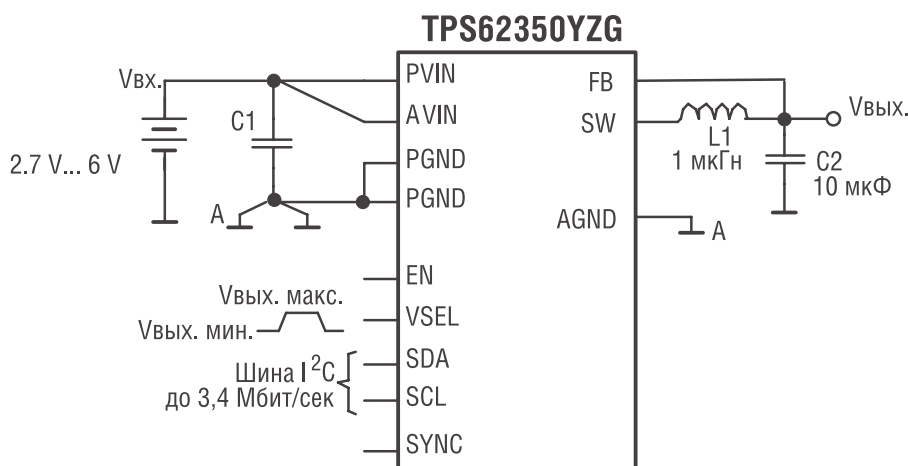 TPS62350YZG
Vвх.
2.7 V... 6 V
C1
A
PVIN
AVIN
PGND
PGND
EN
VSEL
SDA
SCL
SYNC
Vвых. макс.
Vвых. мин.
Шина I²C
до 3,4 Мбит/сек
FB
SW
AGND
L1
1 мкГн
Vвых.
C2
10 мкФ
A